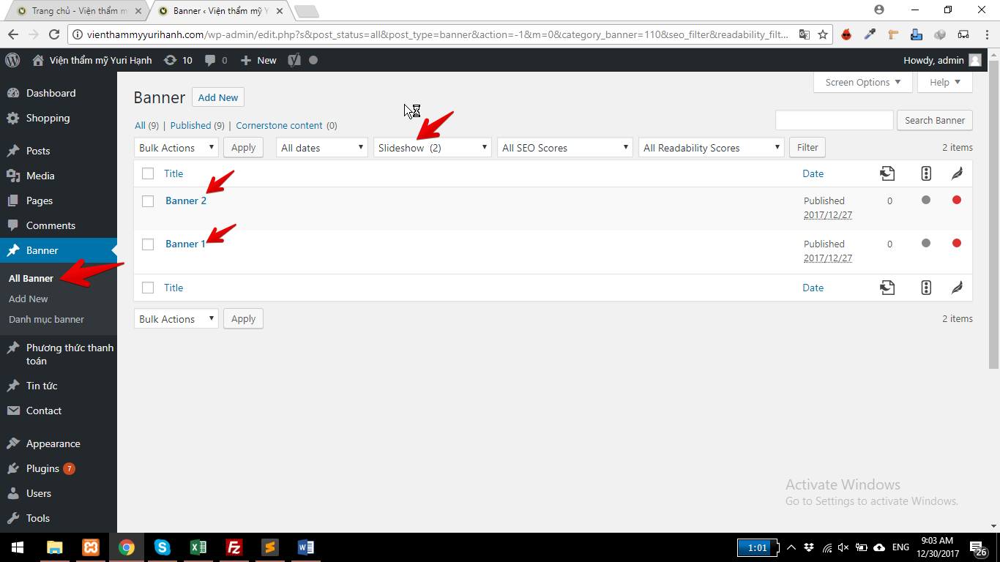 Trang chủ - Viện thẩm m
Banner ‹ Viện thẩm mỹ Y
vienthammyyurihanh.com/wp-admin/edit.php?s&post_status=all&post_type=banner&action=-1&m=0&category_banner=110&seo_filter&readability_filt...
Viện thẩm mỹ Yuri Hạnh 10 0 New Howdy, admin
Screen Options Help
Dashboard
Shopping
Posts
Media
Pages
Comments
Banner
All Banner
Add New
Danh mục banner
Phương thức thanh
toán
Tin tức
Contact
Appearance
Plugins 7
Users
Tools
Banner Add New
All (9) | Published (9) | Cornerstone content (0)
Search Banner
Bulk Actions Apply All dates Slideshow (2) All SEO Scores All Readability Scores Filter 2 items
Title Date
Banner 2 Published 0
2017/12/27
Banner 1 Published 0
2017/12/27
Title Date
Bulk Actions Apply 2 items
Activate Windows
Go to Settings to activate Windows.
1:01 ENG 9:03 AM
12/30/2017 26